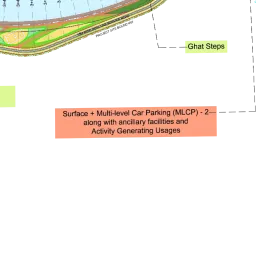 Ghat Steps
Surface + Multi-level Car Parking (MLCP) - 2
along with ancillary facilities and
Activity Generating Usages